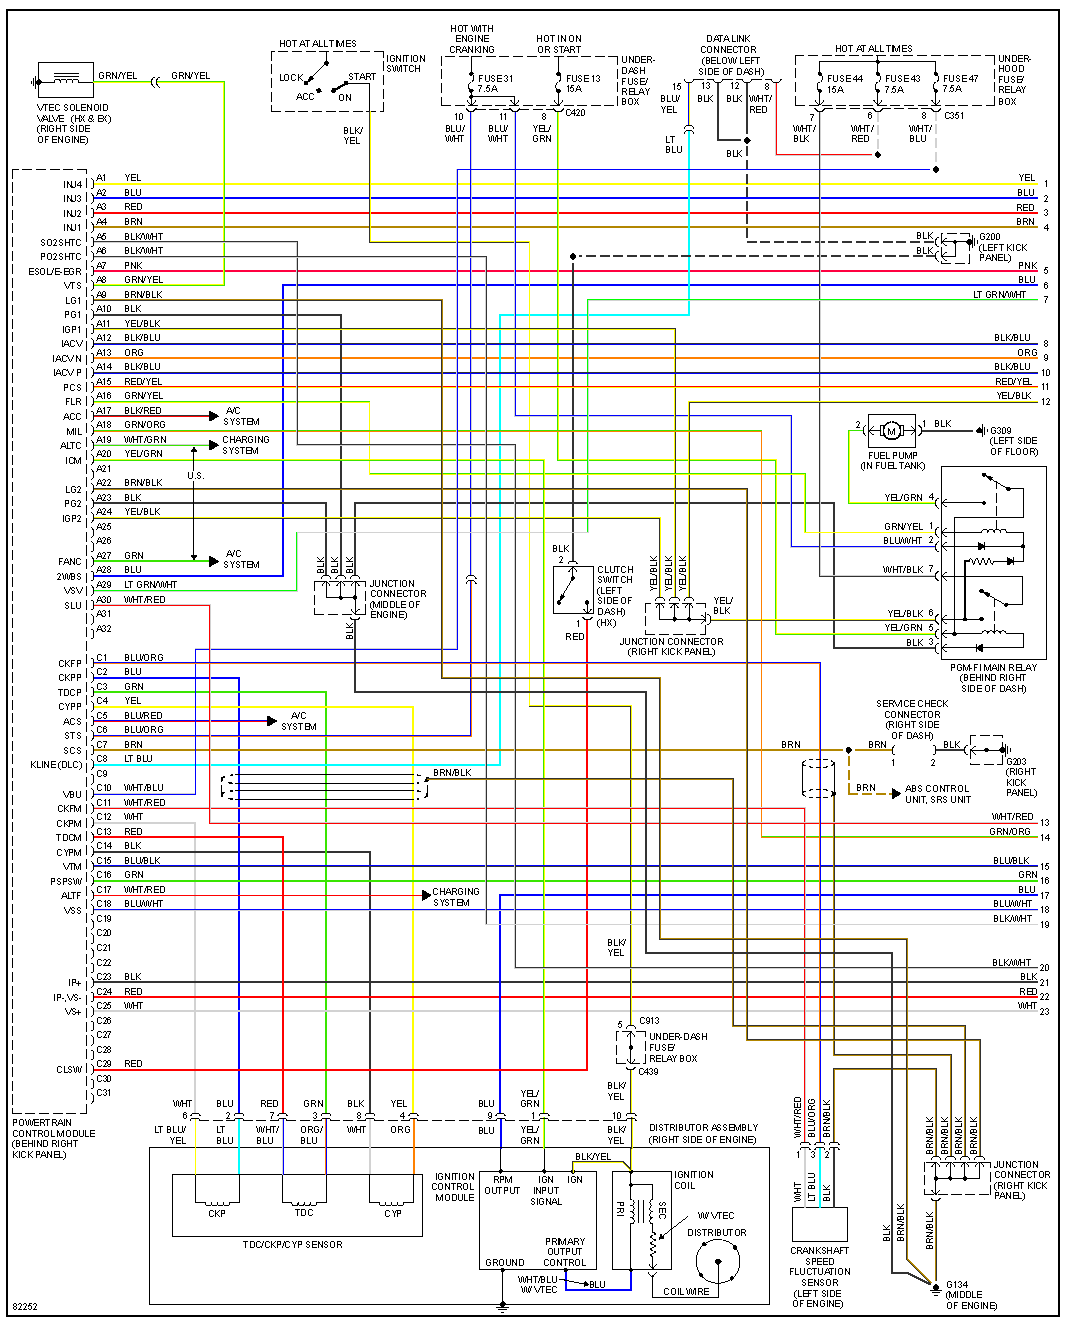 HOT AT ALL TIMES
IGNITION
SWITCH
LOCK
START
ACC
ON
BLK/
YEL
GRN/YEL
GRN/YEL
VTEC SOLENOID
VALVE (HX & EX)
(RIGHT SIDE
OF ENGINE)
HOT WITH
ENGINE
CRANKING
HOT IN ON
OR START
UNDER-
DASH
FUSE/
RELAY
BOX
FUSE31
7.5A
FUSE13
15A
10
11
8
C420
BLU/
WHT
BLU/
WHT
YEL/
GRN
DATA LINK
CONNECTOR
(BELOW LEFT
SIDE OF DASH)
15
13
12
8
BLU/
YEL
BLK
BLK
WHT/
RED
LT
BLU
BLK
HOT AT ALL TIMES
UNDER-
HOOD
FUSE/
RELAY
BOX
FUSE44
15A
FUSE43
7.5A
FUSE47
7.5A
7
6
8
C351
WHT/
BLK
WHT/
RED
WHT/
BLU
INJ4 A1 YEL YEL 1
INJ3 A2 BLU BLU 2
INJ2 A3 RED RED 3
INJ1 A4 BRN BRN 4
SO2SHTC A5 BLK/WHT
PO2SHTC A6 BLK/WHT
ESOL/E-EGR A7 PNK PNK 5
VTS A8 GRN/YEL BLU 6
LG1 A9 BRN/BLK LT GRN/WHT 7
PG1 A10 BLK
IGP1 A11 YEL/BLK
IACV A12 BLK/BLU BLK/BLU 8
IACV N A13 ORG ORG 9
IACV P A14 BLK/BLU BLK/BLU 10
PCS A15 RED/YEL RED/YEL 11
FLR A16 GRN/YEL YEL/BLK 12
ACC A17 BLK/RED
MIL A18 GRN/ORG
ALTC A19 WHT/GRN
ICM A20 YEL/GRN
A21
LG2 A22 BRN/BLK
PG2 A23 BLK
IGP2 A24 YEL/BLK
A25
A26
FANC A27 GRN
2WBS A28 BLU
VSV A29 LT GRN/WHT
SLU A30 WHT/RED
A31
A32
A/C
SYSTEM
CHARGING
SYSTEM
U.S.
A/C
SYSTEM
BLK
BLK
G200
(LEFT KICK
PANEL)
2
M
1
BLK
G309
(LEFT SIDE
OF FLOOR)
FUEL PUMP
(IN FUEL TANK)
YEL/GRN 4
GRN/YEL 1
BLU/WHT 2
WHT/BLK 7
YEL/BLK 6
YEL/GRN 5
BLK 3
PGM-FI MAIN RELAY
(BEHIND RIGHT
SIDE OF DASH)
BLK
BLK
BLK
JUNCTION
CONNECTOR
(MIDDLE OF
ENGINE)
BLK
BLK
2
CLUTCH
SWITCH
(LEFT
SIDE OF
DASH)
(HX)
1
RED
YEL/BLK
YEL/BLK
YEL/BLK
YEL/
BLK
JUNCTION CONNECTOR
(RIGHT KICK PANEL)
CKFP C1 BLU/ORG
CKPP C2 BLU
TDCP C3 GRN
CYPP C4 YEL
ACS C5 BLU/RED
STS C6 BLU/ORG
SCS C7 BRN
KLINE (DLC) C8 LT BLU
C9
VBU C10 WHT/BLU
CKFM C11 WHT/RED
CKPM C12 WHT WHT/RED 13
TDCM C13 RED GRN/ORG 14
CYPM C14 BLK
VTM C15 BLU/BLK BLU/BLK 15
PSPSW C16 GRN GRN 16
ALTF C17 WHT/RED BLU 17
VSS C18 BLU/WHT BLU/WHT 18
C19 BLK/WHT 19
C20
C21
C22 BLK/WHT 20
IP+ C23 BLK BLK 21
IP-,VS- C24 RED RED 22
VS+ C25 WHT WHT 23
C26
C27
C28
CLSW C29 RED
C30
C31
A/C
SYSTEM
BRN/BLK
CHARGING
SYSTEM
SERVICE CHECK
CONNECTOR
(RIGHT SIDE
OF DASH)
BRN
BRN
BLK
1
2
G203
(RIGHT
KICK
PANEL)
BRN
ABS CONTROL
UNIT, SRS UNIT
BLK/
YEL
5
C913
UNDER-DASH
FUSE/
RELAY BOX
C439
BLK/
YEL
POWERTRAIN
CONTROL MODULE
(BEHIND RIGHT
KICK PANEL)
WHT
BLU
RED
GRN
BLK
YEL
BLU
YEL/
GRN
6
2
7
3
8
4
9
1
10
LT BLU/
YEL
LT
BLU
WHT/
BLU
ORG/
BLU
WHT
ORG
BLU
YEL/
GRN
BLK/
YEL
DISTRIBUTOR ASSEMBLY
(RIGHT SIDE OF ENGINE)
BLK/YEL
CKP
TDC
CYP
TDC/CKP/CYP SENSOR
IGNITION
CONTROL
MODULE
RPM
OUTPUT
IGN
INPUT
SIGNAL
IGN
PRIMARY
OUTPUT
CONTROL
GROUND
WHT/BLU
W/ VTEC
BLU
IGNITION
COIL
PRI
SEC
W/ VTEC
DISTRIBUTOR
COIL WIRE
WHT/RED
BLU/ORG
BRN/BLK
1
3
2
WHT
LT BLU
BLK
CRANKSHAFT
SPEED
FLUCTUATION
SENSOR
(LEFT SIDE
OF ENGINE)
BRN/BLK
BRN/BLK
BRN/BLK
BRN/BLK
JUNCTION
CONNECTOR
(RIGHT KICK
PANEL)
BLK
BRN/BLK
BRN/BLK
G134
(MIDDLE
OF ENGINE)
82252